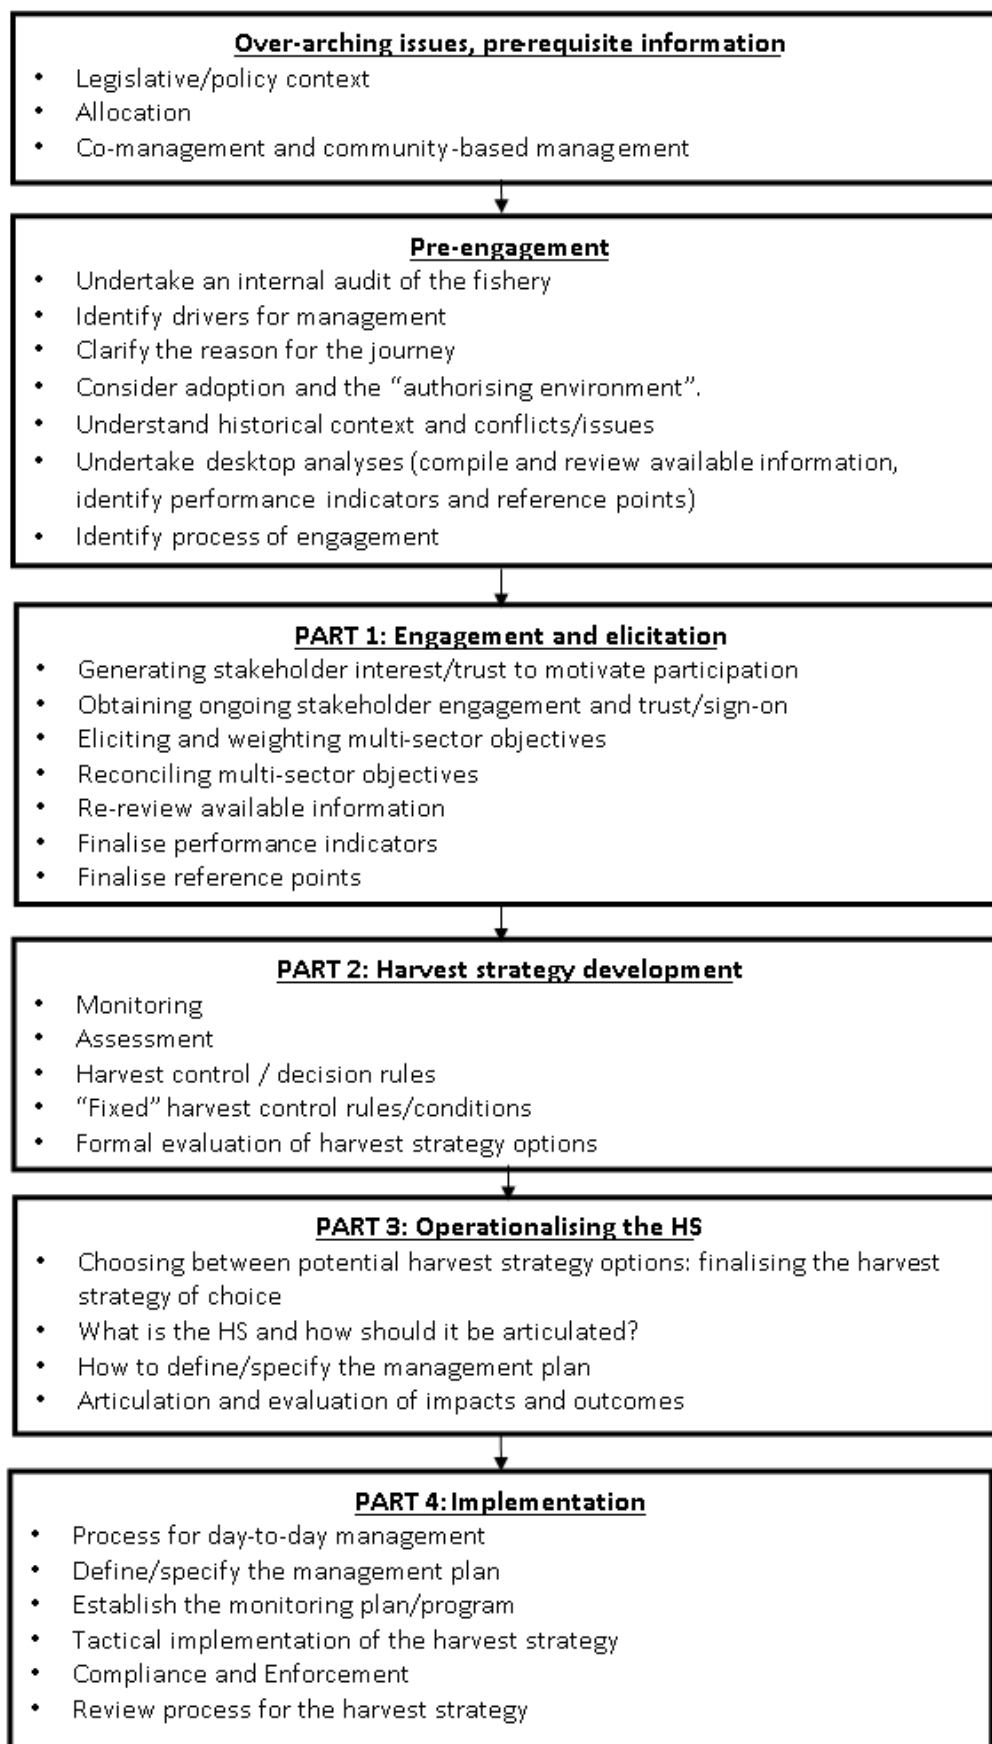 Over-arching issues, pre-requisite information
• Legislative/policy context
• Allocation
• Co-management and community-based management
Pre-engagement
• Undertake an internal audit of the fishery
• Identify drivers for management
• Clarify the reason for the journey
• Consider adoption and the “authorising environment”.
• Understand historical context and conflicts/issues
• Undertake desktop analyses (compile and review available information,
identify performance indicators and reference points)
• Identify process of engagement
PART 1: Engagement and elicitation
• Generating stakeholder interest/trust to motivate participation
• Obtaining ongoing stakeholder engagement and trust/sign-on
• Eliciting and weighting multi-sector objectives
• Reconciling multi-sector objectives
• Re-review available information
• Finalise performance indicators
• Finalise reference points
PART 2: Harvest strategy development
• Monitoring
• Assessment
• Harvest control / decision rules
• “Fixed” harvest control rules/conditions
• Formal evaluation of harvest strategy options
PART 3: Operationalising the HS
• Choosing between potential harvest strategy options: finalising the harvest
strategy of choice
• What is the HS and how should it be articulated?
• How to define/specify the management plan
• Articulation and evaluation of impacts and outcomes
PART 4: Implementation
• Process for day-to-day management
• Define/specify the management plan
• Establish the monitoring plan/program
• Tactical implementation of the harvest strategy
• Compliance and Enforcement
• Review process for the harvest strategy